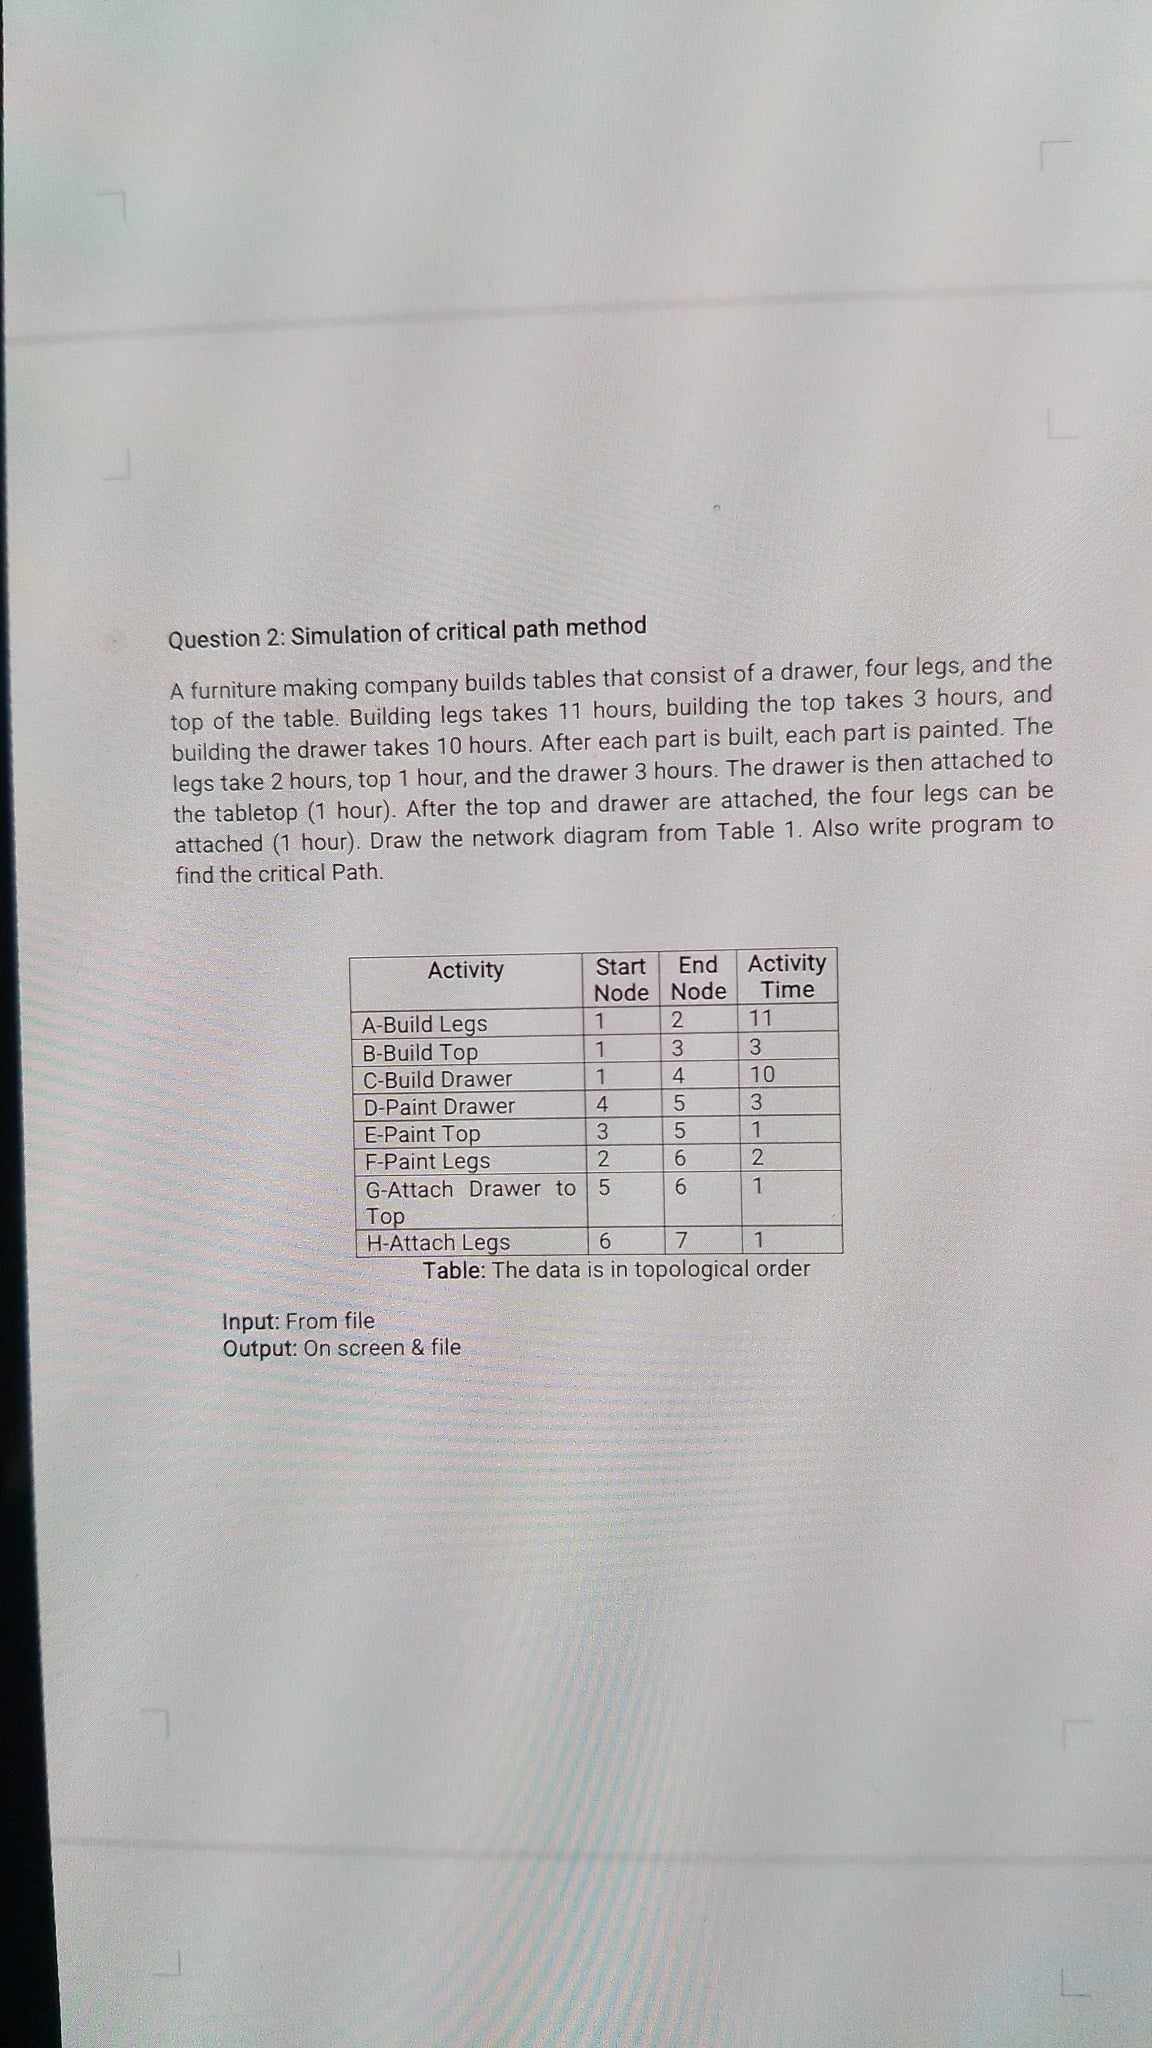 Question 2: Simulation of critical path method
A furniture making company builds tables that consist of a drawer, four legs, and the
top of the table. Building legs takes 11 hours, building the top takes 3 hours, and
building the drawer takes 10 hours. After each part is built, each part is painted. The
legs take 2 hours, top 1 hour, and the drawer 3 hours. The drawer is then attached to
the tabletop (1 hour). After the top and drawer are attached, the four legs can be
attached (1 hour). Draw the network diagram from Table 1. Also write program to
find the critical Path.
Activity Start Node End Node Activity Time
A-Build Legs 1 2 11
B-Build Top 1 3 3
C-Build Drawer 1 4 10
D-Paint Drawer 4 5 3
E-Paint Top 3 5 1
F-Paint Legs 2 6 2
G-Attach Drawer to Top 5 6 1
H-Attach Legs 6 7 1
Table: The data is in topological order
Input: From file
Output: On screen & file